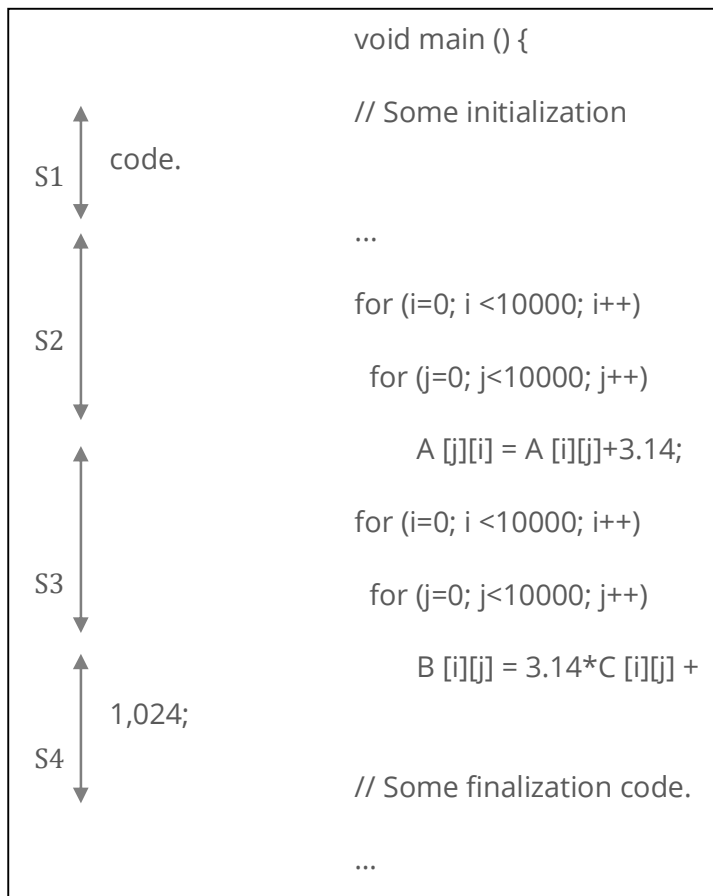 void main () {
// Some initialization
S1 code.
...
for (i=0; i <10000; i++)
S2
for (j=0; j<10000; j++)
A [j][i] = A [i][j]+3.14;
for (i=0; i <10000; i++)
S3
for (j=0; j<10000; j++)
B [i][j] = 3.14*C [i][j] +
1,024;
S4
// Some finalization code.
...